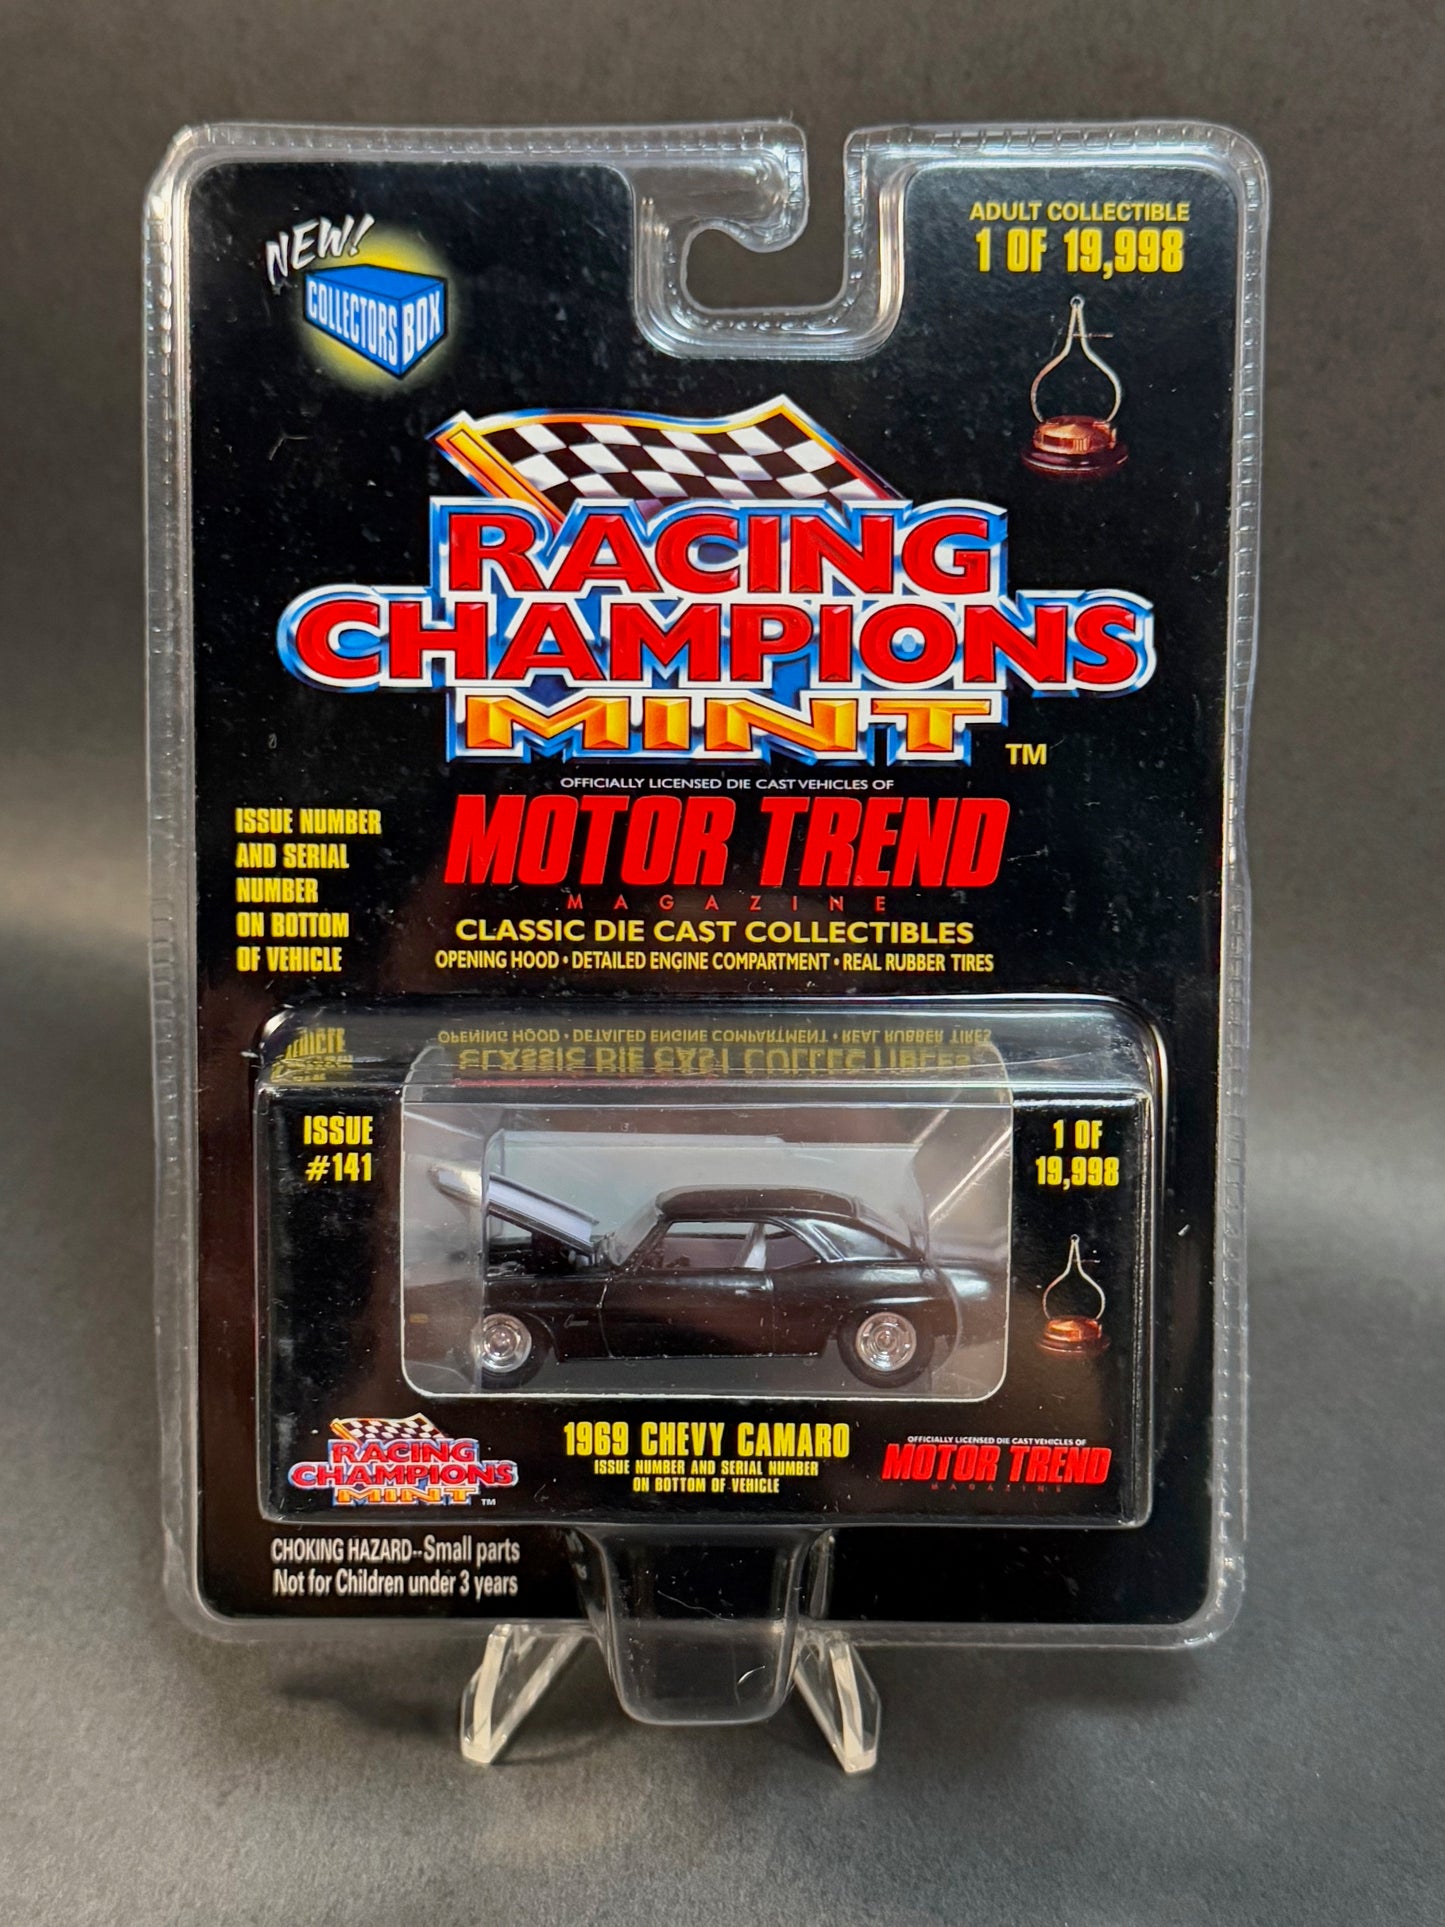 NEW!
COLLECTORS BOX
ADULT COLLECTIBLE
1 OF 19,998
RACING
CHAMPIONS
MINT TM
OFFICIALLY LICENSED DIE CAST VEHICLES OF
MOTOR TREND
MAGAZINE
CLASSIC DIE CAST COLLECTIBLES
OPENING HOOD • DETAILED ENGINE COMPARTMENT • REAL RUBBER TIRES
ISSUE NUMBER
AND SERIAL
NUMBER
ON BOTTOM
OF VEHICLE
ISSUE
#141
1 OF
19,998
RACING
CHAMPIONS
MINT TM
1969 CHEVY CAMARO
ISSUE NUMBER AND SERIAL NUMBER
ON BOTTOM OF VEHICLE
OFFICIALLY LICENSED DIE CAST VEHICLES OF
MOTOR TREND
MAGAZINE
CHOKING HAZARD--Small parts
Not for Children under 3 years